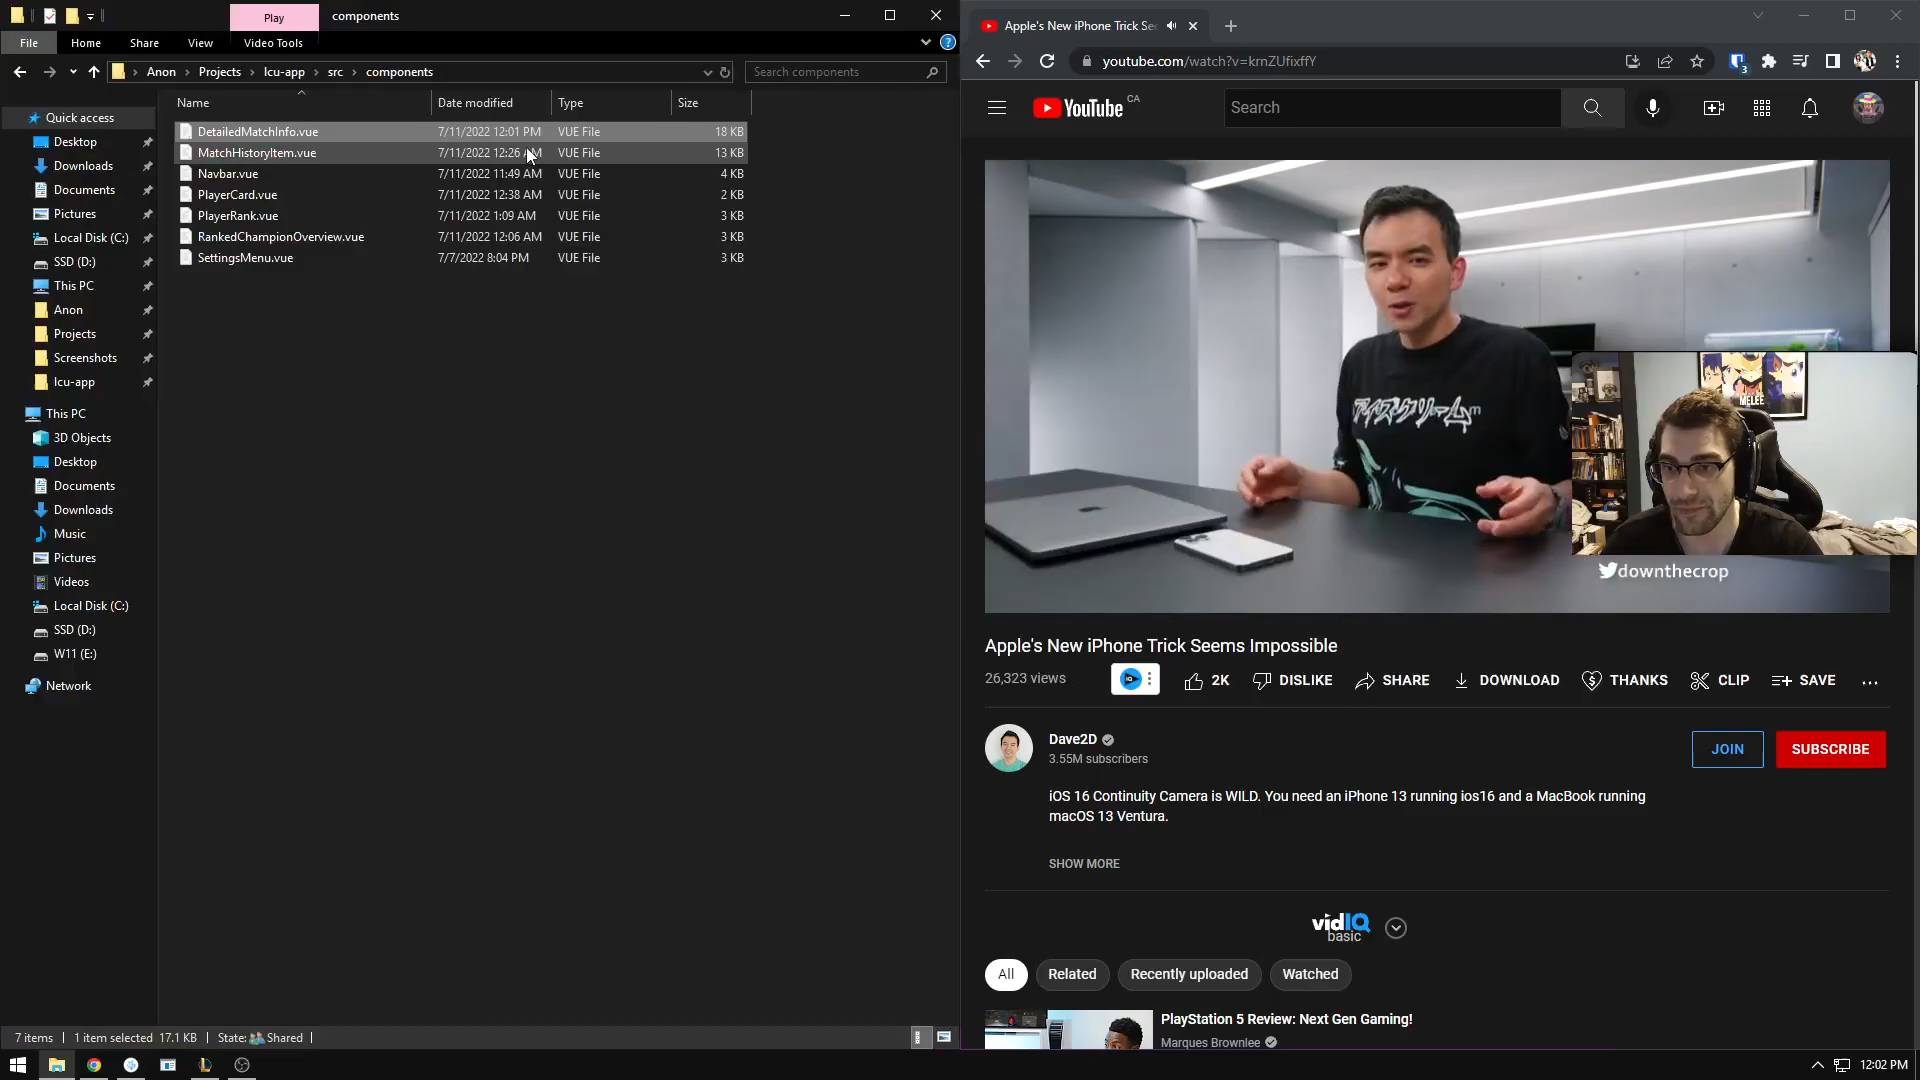 Play
components
File
Home
Share
View
Video Tools
Anon
Projects
lcu-app
src
components
Search components
Name
Date modified
Type
Size
DetailedMatchInfo.vue 7/11/2022 12:01 PM VUE File 18 KB
MatchHistoryItem.vue 7/11/2022 12:26 VUE File 13 KB
Navbar.vue 7/11/2022 11:49 AM VUE File 4 KB
PlayerCard.vue 7/11/2022 12:38 AM VUE File 2 KB
PlayerRank.vue 7/11/2022 1:09 AM VUE File 3 KB
RankedChampionOverview.vue 7/11/2022 12:06 AM VUE File 3 KB
SettingsMenu.vue 7/7/2022 8:04 PM VUE File 3 KB
Quick access
Desktop
Downloads
Documents
Pictures
Local Disk (C:)
SSD (D:)
This PC
Anon
Projects
Screenshots
lcu-app
This PC
3D Objects
Desktop
Documents
Downloads
Music
Pictures
Videos
Local Disk (C:)
SSD (D:)
W11 (E:)
Network
7 items
1 item selected 17.1 KB
State: Shared
Apple's New iPhone Trick See
youtube.com/watch?v=krnZUfixffY
3
YouTube CA
Search
アイスクリーム
MELEE
downthecrop
Apple's New iPhone Trick Seems Impossible
26,323 views
2K
DISLIKE
SHARE
DOWNLOAD
THANKS
CLIP
SAVE
Dave2D
3.55M subscribers
JOIN
SUBSCRIBE
iOS 16 Continuity Camera is WILD. You need an iPhone 13 running ios16 and a MacBook running
macOS 13 Ventura.
SHOW MORE
vidIQ
basic
All
Related
Recently uploaded
Watched
PlayStation 5 Review: Next Gen Gaming!
Marques Brownlee
12:02 PM